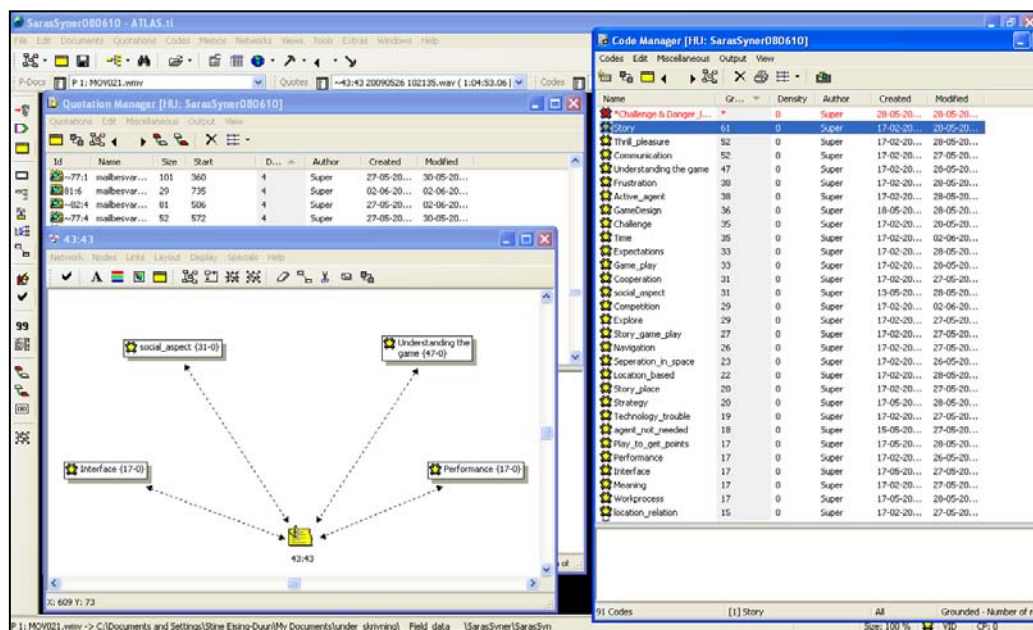 SarasSyner080610 - ATLAS.ti
File Edit Documents Quotations Codes Memos Networks Views Tools Extras Windows Help
P-Docs P 1: MOV021.wmv Quotes ~43:43 20090526 102135.wav ( 1:04:53.06 ) Codes
Quotation Manager [HU: SarasSyner080610]
Quotations Edit Miscellaneous Output View
Id Name Size Start D... Author Created Modified
~77:1 mailbesvar... 101 360 4 Super 27-05-20... 30-05-20...
81:6 mailbesvar... 29 735 4 Super 02-06-20... 02-06-20...
~82:4 mailbesvar... 81 506 4 Super 27-05-20... 02-06-20...
~77:4 mailbesvar... 52 572 4 Super 27-05-20... 30-05-20...
43:43
Network Nodes Links Layout Display Specials Help
social_aspect {31-0}
Understanding the
game {47-0}
Interface {17-0}
Performance {17-0}
43:43
X: 609 Y: 73
Code Manager [HU: SarasSyner080610]
Codes Edit Miscellaneous Output View
Name Gr... Density Author Created Modified
*Challenge & Danger_I... * 0 Super 28-05-20... 28-05-20...
Story 61 0 Super 17-02-20... 28-05-20...
Thrill_pleasure 52 0 Super 17-02-20... 28-05-20...
Communication 52 0 Super 17-02-20... 27-05-20...
Understanding the game 47 0 Super 17-02-20... 28-05-20...
Frustration 38 0 Super 17-02-20... 28-05-20...
Active_agent 38 0 Super 17-02-20... 28-05-20...
GameDesign 36 0 Super 18-05-20... 28-05-20...
Challenge 35 0 Super 17-02-20... 28-05-20...
Time 35 0 Super 17-02-20... 02-06-20...
Expectations 33 0 Super 17-02-20... 28-05-20...
Game_play 33 0 Super 17-02-20... 28-05-20...
Cooperation 31 0 Super 17-02-20... 27-05-20...
social_aspect 31 0 Super 13-05-20... 28-05-20...
Competition 29 0 Super 17-02-20... 02-06-20...
Explore 29 0 Super 17-02-20... 27-05-20...
Story_game_play 27 0 Super 17-02-20... 27-05-20...
Navigation 26 0 Super 17-02-20... 27-05-20...
Seperation_in_space 23 0 Super 17-02-20... 26-05-20...
Location_based 22 0 Super 17-02-20... 28-05-20...
Story_place 20 0 Super 17-02-20... 27-05-20...
Strategy 20 0 Super 17-05-20... 28-05-20...
Technology_trouble 19 0 Super 17-02-20... 27-05-20...
agent_not_needed 18 0 Super 15-05-20... 27-05-20...
Play_to_get_points 17 0 Super 17-05-20... 28-05-20...
Performance 17 0 Super 17-02-20... 26-05-20...
Interface 17 0 Super 17-05-20... 27-05-20...
Meaning 17 0 Super 17-02-20... 27-05-20...
Workprocess 17 0 Super 17-05-20... 28-05-20...
location_relation 15 0 Super 17-02-20... 27-05-20...
91 Codes [1] Story All Grounded - Number of
P 1: MOV021.wmv -> C:\Documents and Settings\Stine Ejsing-Duun\My Documents\under_skrivning\_Field_data_\SarasSyner\SarasSyn Size: 100 % VID CP: 0